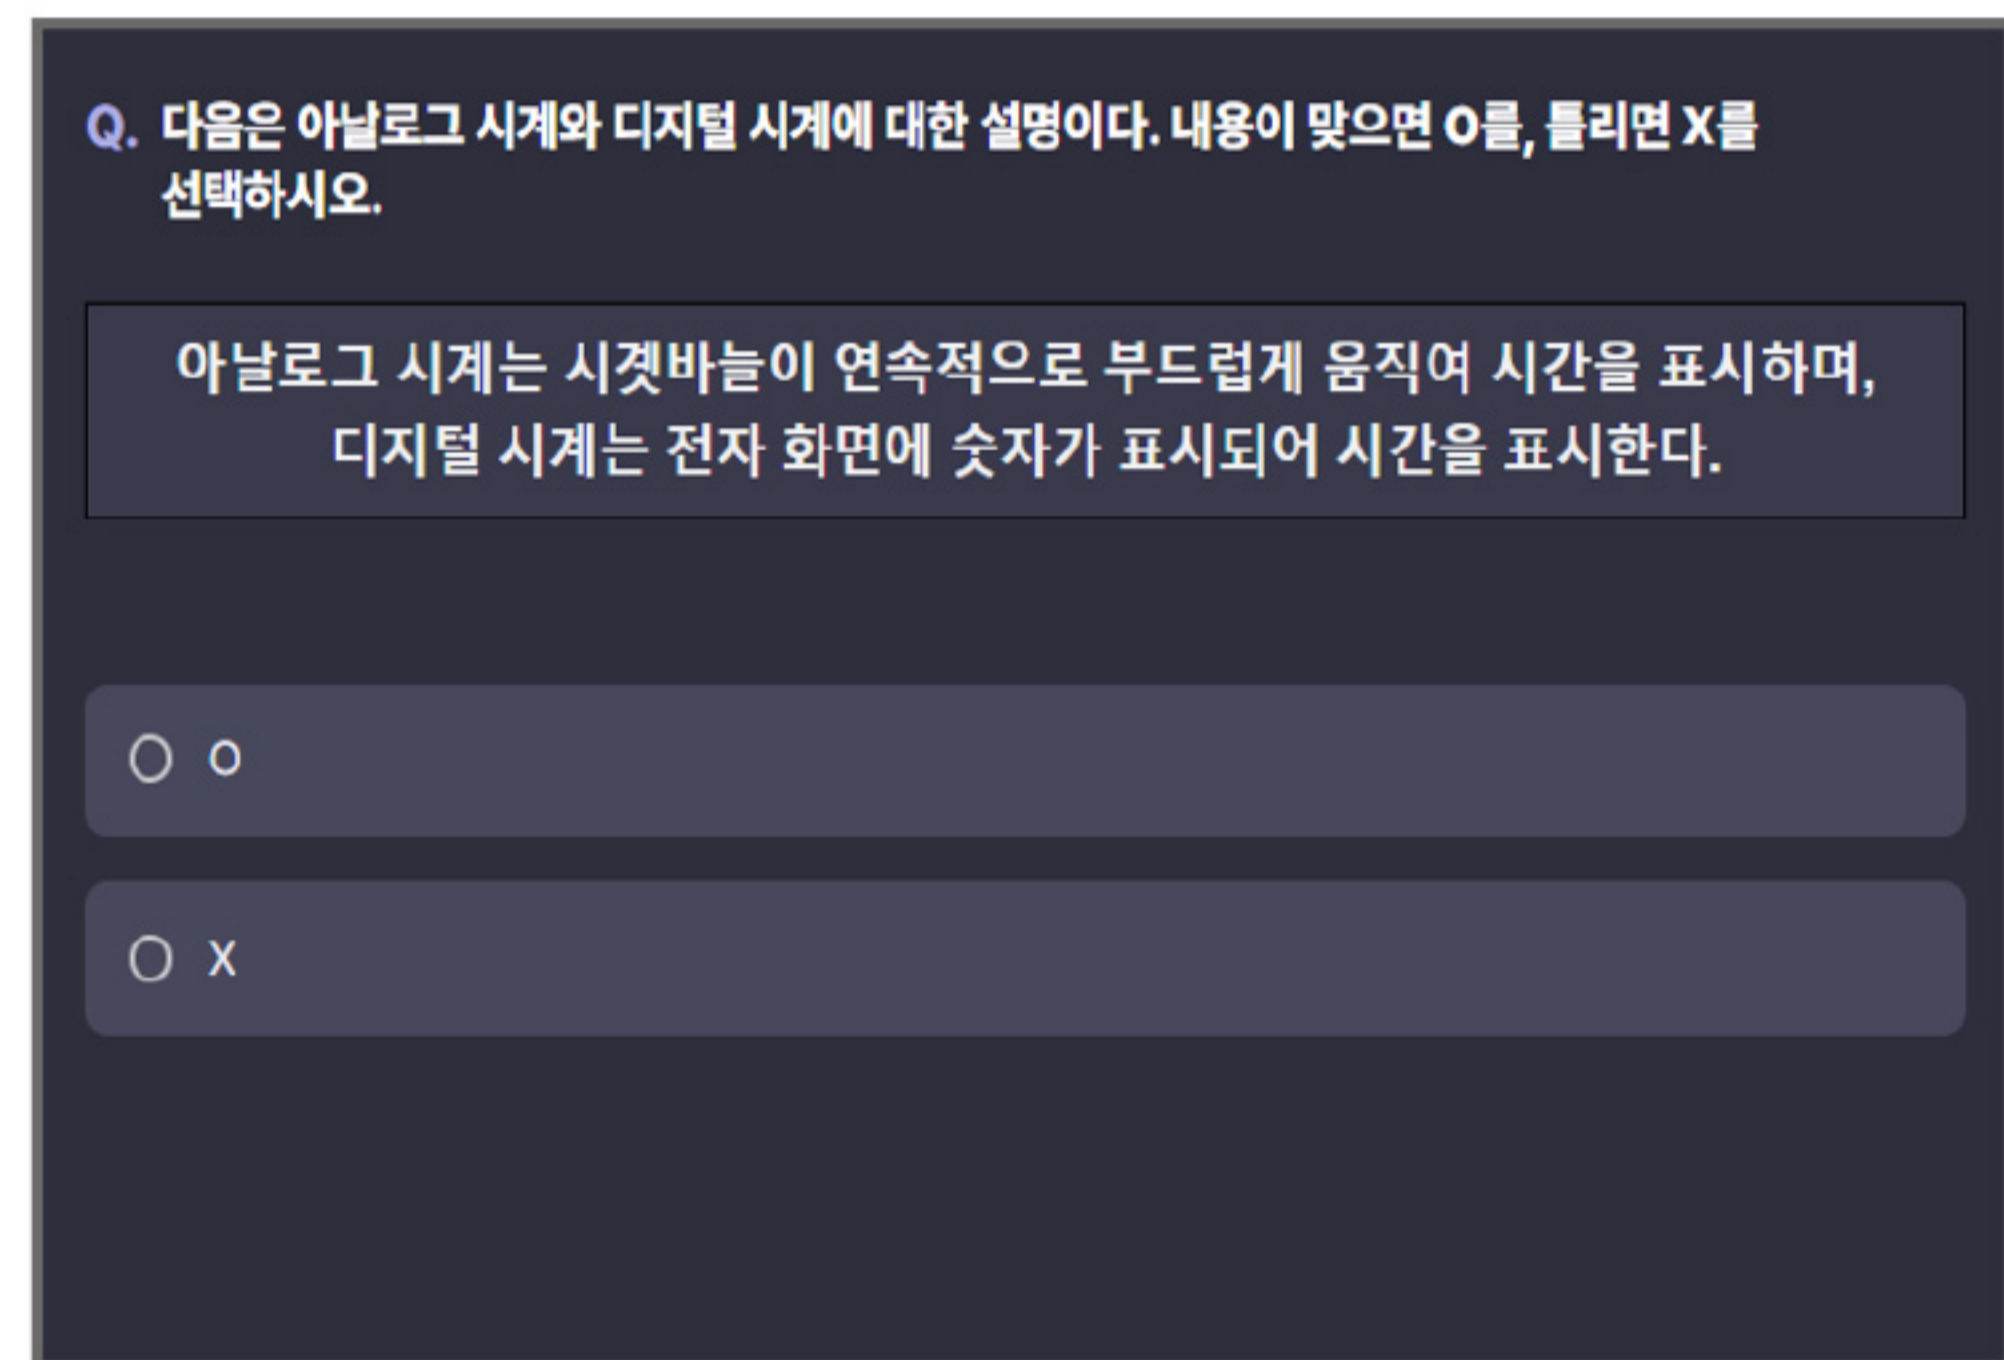 Q. 다음은 아날로그 시계와 디지털 시계에 대한 설명이다. 내용이 맞으면 O를, 틀리면 X를
선택하시오.
아날로그 시계는 시곗바늘이 연속적으로 부드럽게 움직여 시간을 표시하며,
디지털 시계는 전자 화면에 숫자가 표시되어 시간을 표시한다.
O
X